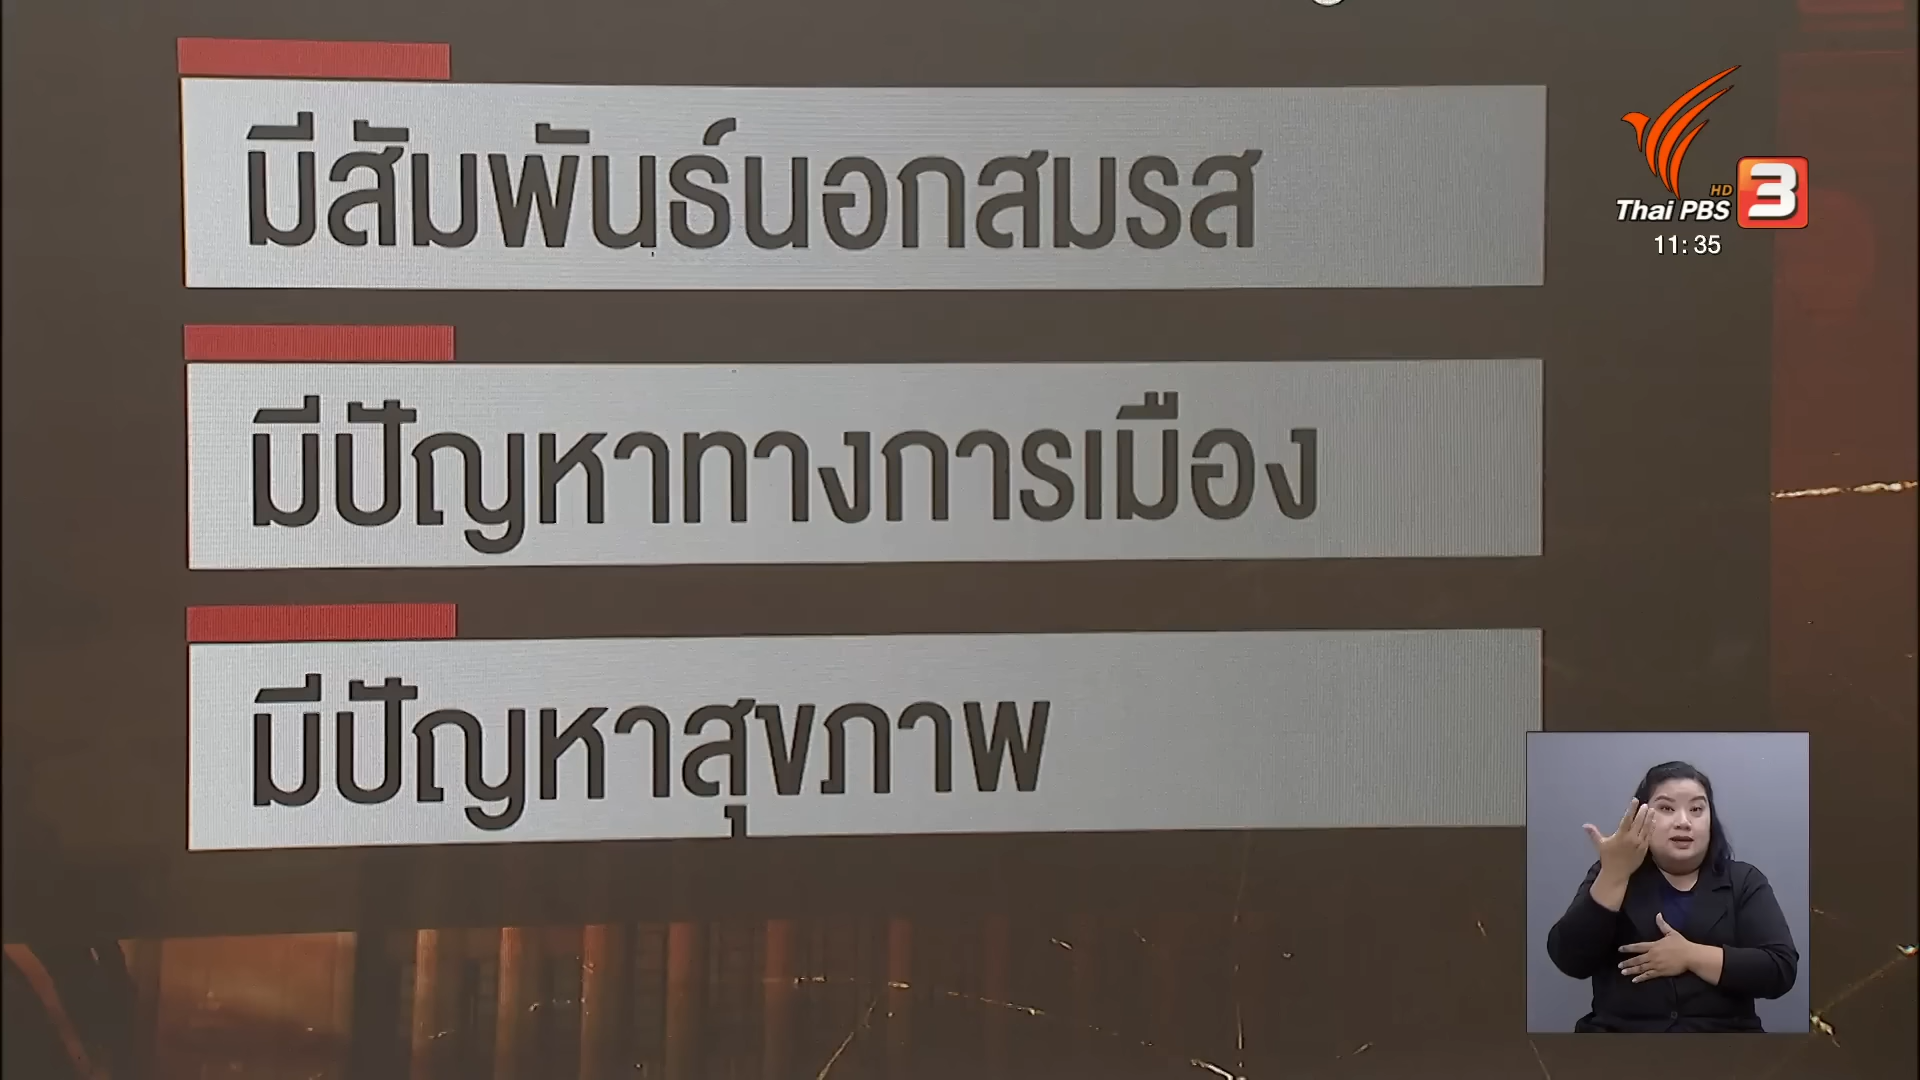 มีสัมพันธ์นอกสมรส
Thai PBS HD 3
11:35
มีปัญหาทางการเมือง
มีปัญหาสุขภาพ